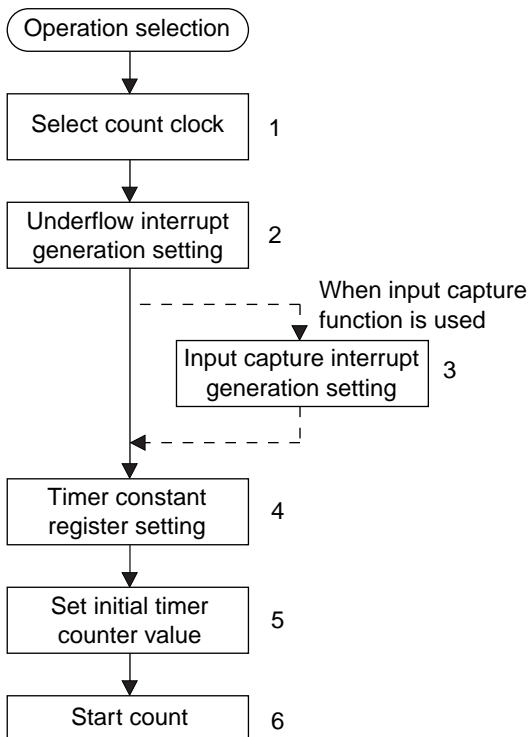 Operation selection
Select count clock
1
Underflow interrupt
generation setting
2
When input capture
function is used
Input capture interrupt
generation setting
3
Timer constant
register setting
4
Set initial timer
counter value
5
Start count
6